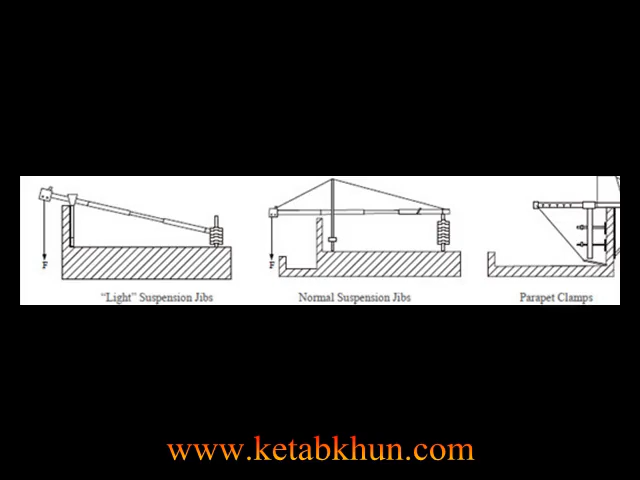 “Light” Suspension Jibs
Normal Suspension Jibs
Parapet Clamps
www.ketabkhun.com